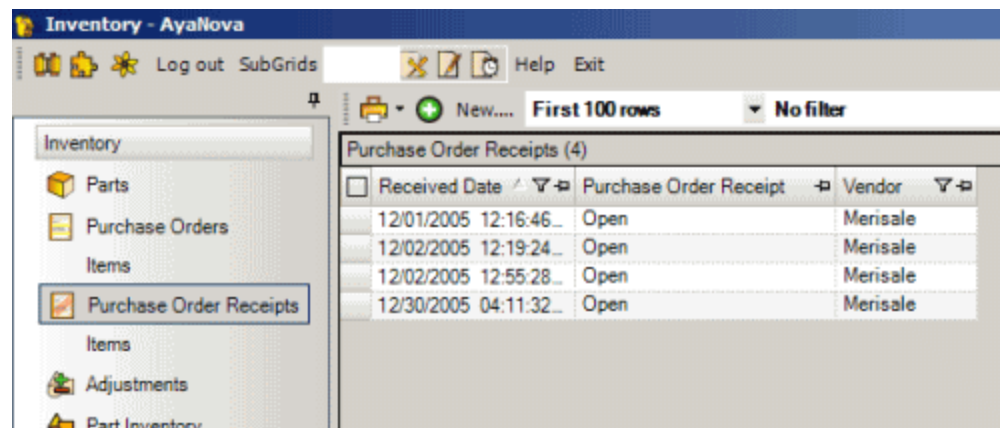 Inventory - AyaNova
Log out SubGrids Help Exit
New.... First 100 rows No filter
Inventory
Parts
Purchase Orders
Items
Purchase Order Receipts
Items
Adjustments
Part Inventory
Purchase Order Receipts (4)
Received Date Purchase Order Receipt Vendor
12/01/2005 12:16:46... Open Merisale
12/02/2005 12:19:24... Open Merisale
12/02/2005 12:55:28... Open Merisale
12/30/2005 04:11:32... Open Merisale